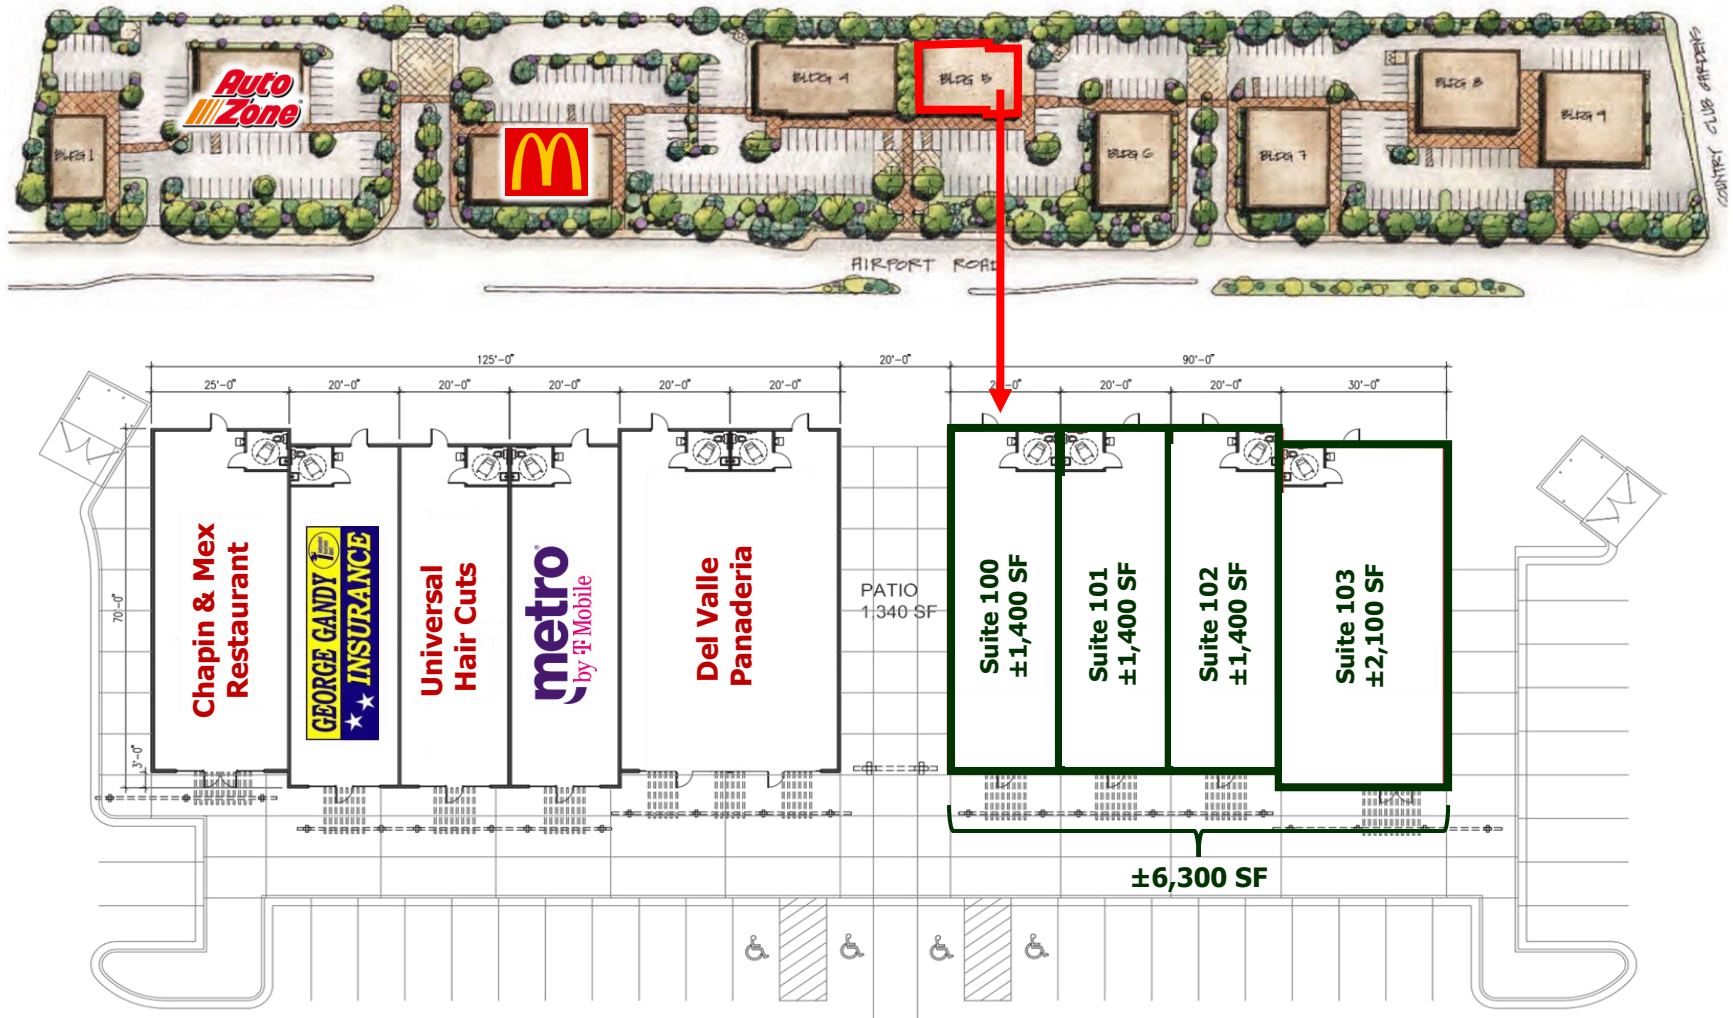 Auto
Zone
BLDG 1
BLDG 4
BLDG 5
BLDG 6
BLDG 7
BLDG 8
BLDG 9
COUNTRY CLUB GARDENS
AIRPORT ROAD
125'-0"
20'-0"
90'-0"
25'-0"
20'-0"
20'-0"
20'-0"
20'-0"
20'-0"
20'-0"
20'-0"
20'-0"
30'-0"
70'-0"
3'-0"
Chapin & Mex
Restaurant
GEORGE GANDY
INSURANCE
Universal
Hair Cuts
metro
by T Mobile
Del Valle
Panaderia
PATIO
1,340 SF
Suite 100
±1,400 SF
Suite 101
±1,400 SF
Suite 102
±1,400 SF
Suite 103
±2,100 SF
±6,300 SF